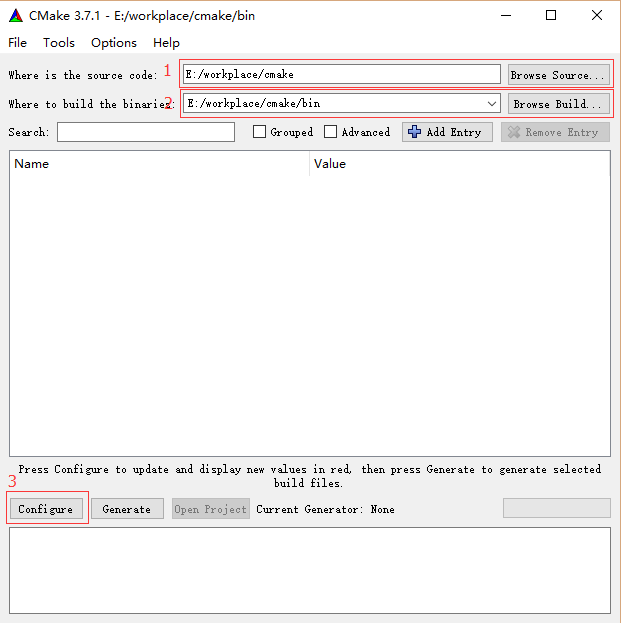 CMake 3.7.1 - E:/workplace/cmake/bin
File Tools Options Help
Where is the source code: 1 E:/workplace/cmake Browse Source...
Where to build the binaries: 2 E:/workplace/cmake/bin Browse Build...
Search: Grouped Advanced Add Entry Remove Entry
Name Value
Press Configure to update and display new values in red, then press Generate to generate selected
build files.
3
Configure Generate Open Project Current Generator: None